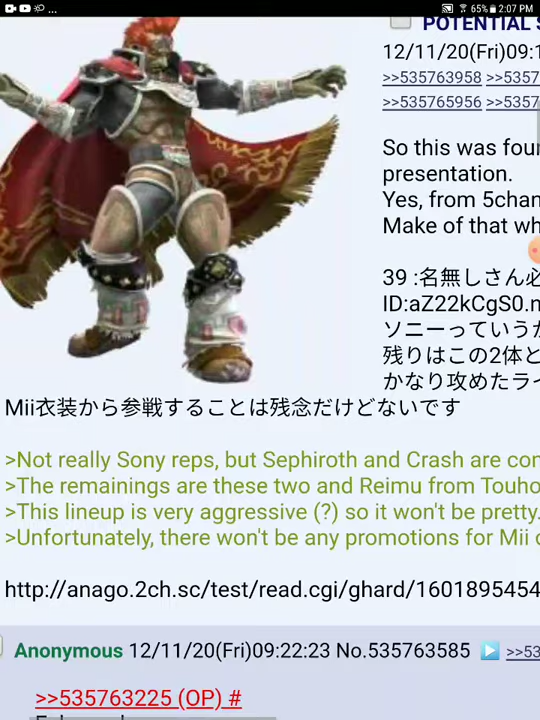 65% 2:07 PM
POTENTIAL S
12/11/20(Fri)09:1
>>535763958 >>5357
>>535765956 >>5357
So this was four
presentation.
Yes, from 5chan
Make of that wh
39 :名無しさん必
ID:aZ22kCgS0.n
ソニーっていうか
残りはこの2体と
かなり攻めたライ
Mii衣装から参戦することは残念だけどないです
>Not really Sony reps, but Sephiroth and Crash are con
>The remainings are these two and Reimu from Touho
>This lineup is very aggressive (?) so it won't be pretty.
>Unfortunately, there won't be any promotions for Mii c
http://anago.2ch.sc/test/read.cgi/ghard/1601895454
Anonymous 12/11/20(Fri)09:22:23 No.535763585 >>53
>>535763225 (OP) #